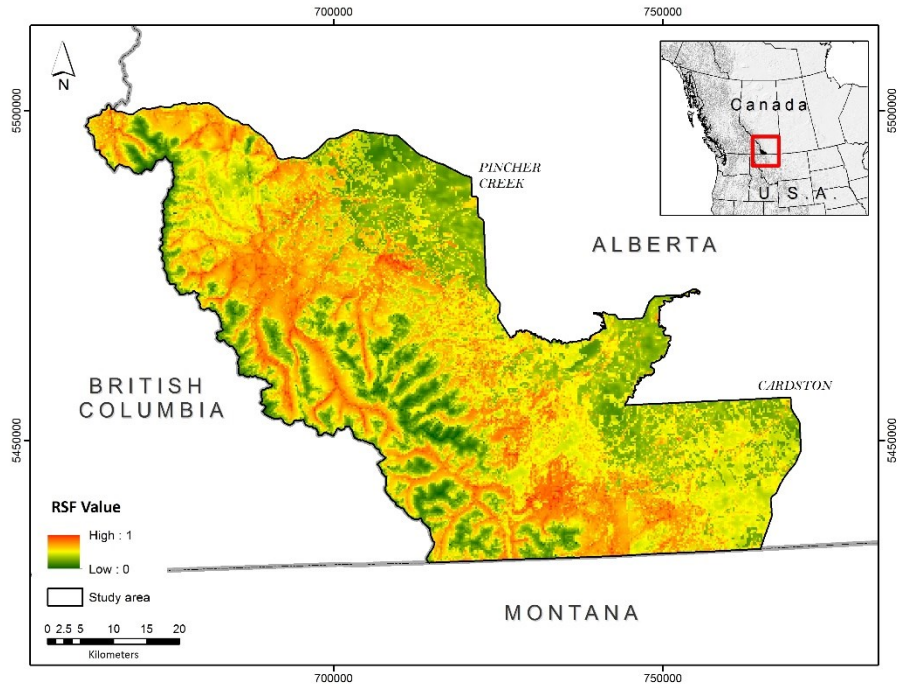 700000
750000
N
5500000
5500000
Canada
U.S.A.
PINCHER
CREEK
ALBERTA
BRITISH
COLUMBIA
CARDSTON
5450000
5450000
RSF Value
High : 1
Low : 0
Study area
0 2.5 5 10 15 20
Kilometers
MONTANA
700000
750000